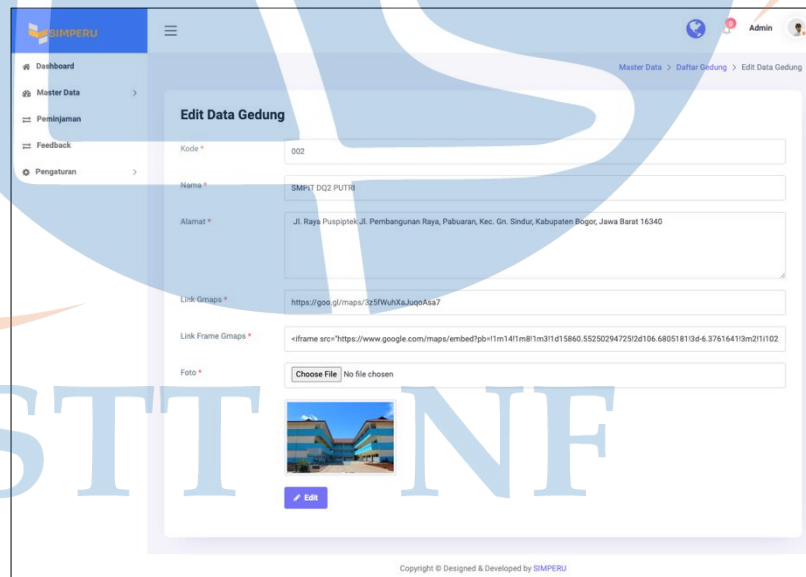 SIMPERU
0
Admin
Dashboard
Master Data
Peminjaman
Feedback
Pengaturan
Master Data > Daftar Gedung > Edit Data Gedung
Edit Data Gedung
Kode *
002
Nama *
SMPIT DQ2 PUTRI
Alamat *
Jl. Raya Puspiptek Jl. Pembangunan Raya, Pabuaran, Kec. Gn. Sindur, Kabupaten Bogor, Jawa Barat 16340
Link Gmaps *
https://goo.gl/maps/3z5fWuhXaJuqoAsa7
Link Frame Gmaps *
<iframe src="https://www.google.com/maps/embed?pb=!1m14!1m8!1m3!1d15860.55250294725!2d106.6805181!3d-6.3761641!3m2!1i102
Foto *
Choose File No file chosen
Edit
STT NF
Copyright © Designed & Developed by SIMPERU